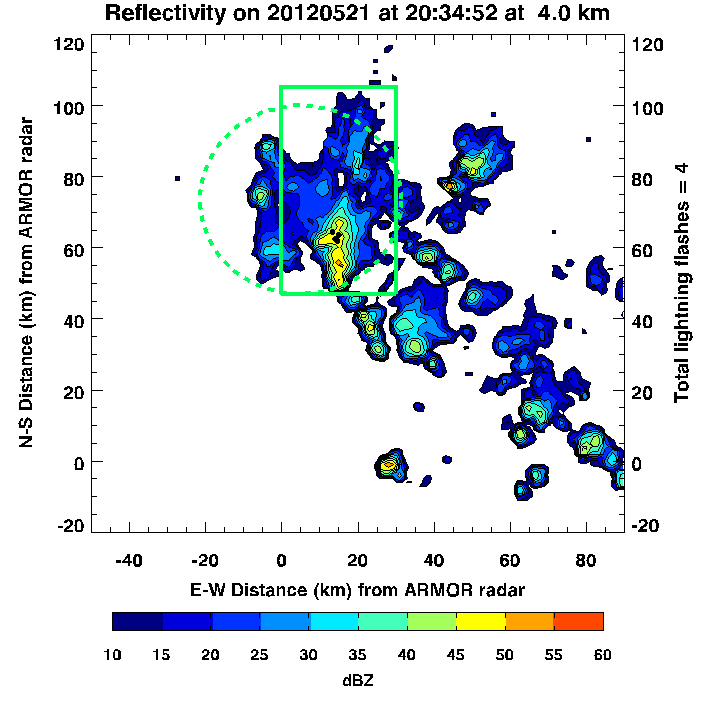 Reflectivity on 20120521 at 20:34:52 at 4.0 km
120
120
100
100
80
80
60
60
40
40
20
20
0
0
-20
-20
N-S Distance (km) from ARMOR radar
Total lightning flashes = 4
-40 -20 0 20 40 60 80
E-W Distance (km) from ARMOR radar
10 15 20 25 30 35 40 45 50 55 60
dBZ